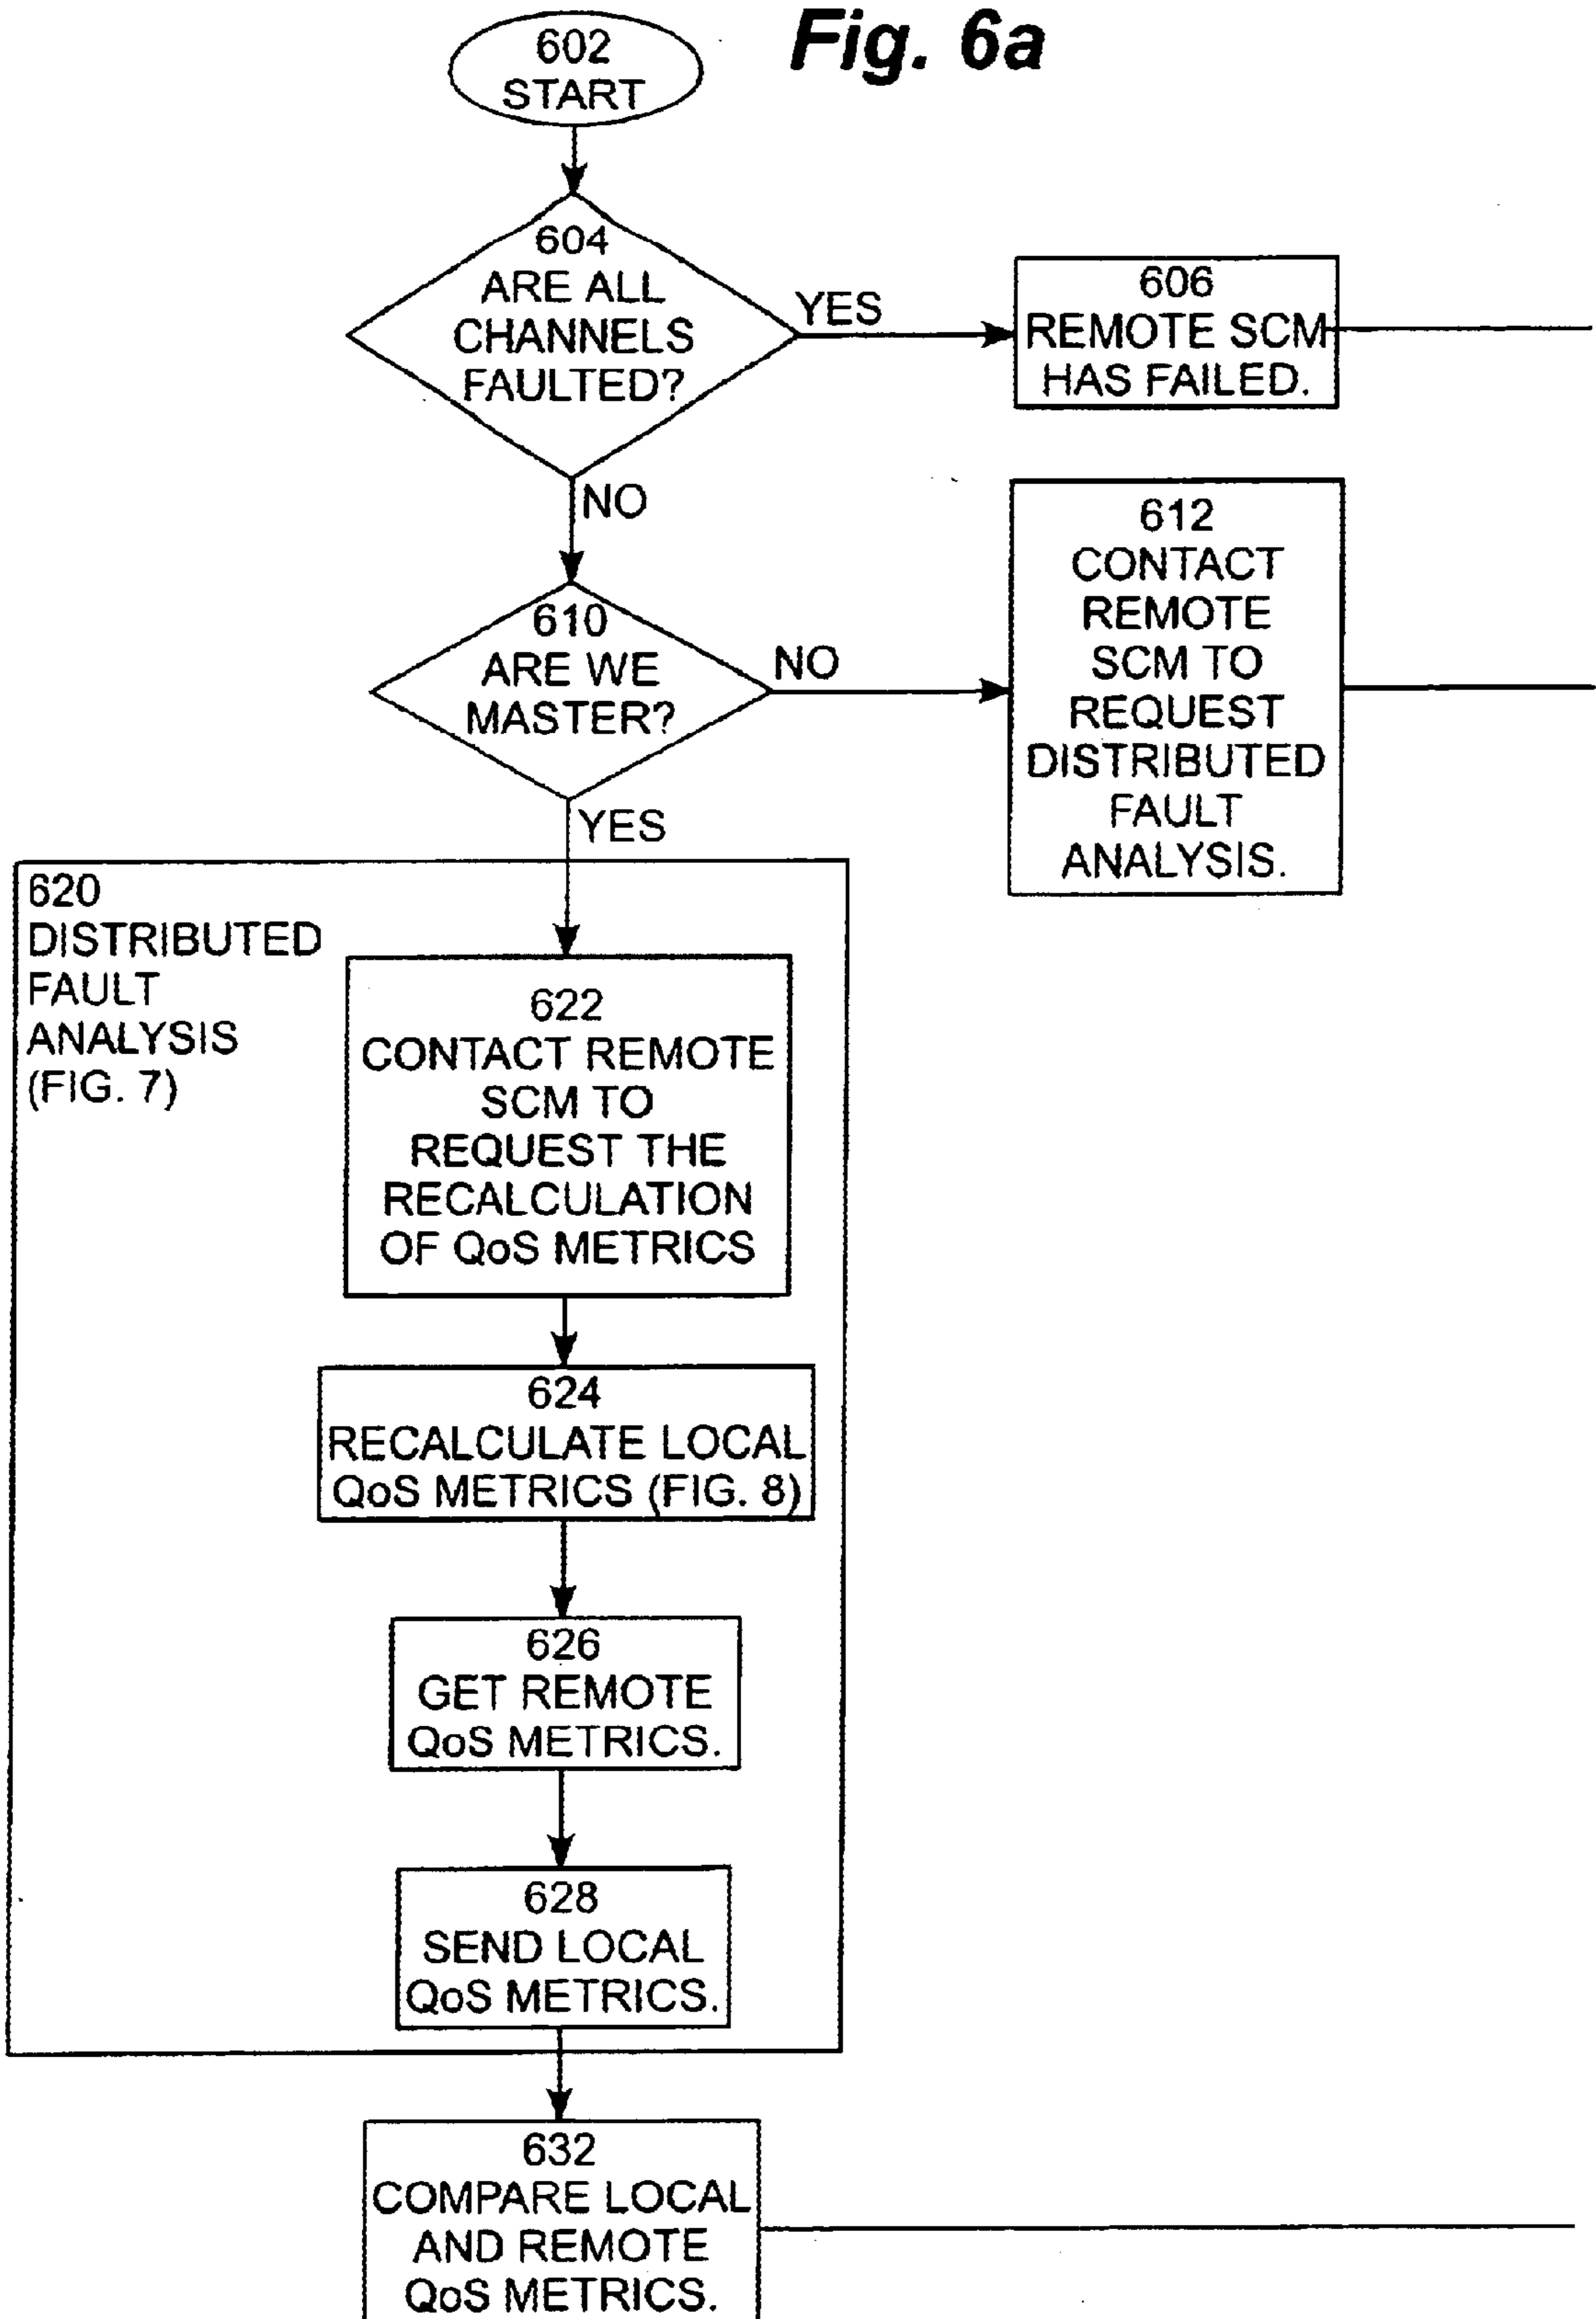 Fig. 6a
602
START
604
ARE ALL
CHANNELS
FAULTED?
YES
606
REMOTE SCM
HAS FAILED.
NO
610
ARE WE
MASTER?
NO
612
CONTACT
REMOTE
SCM TO
REQUEST
DISTRIBUTED
FAULT
ANALYSIS.
YES
620
DISTRIBUTED
FAULT
ANALYSIS
(FIG. 7)
622
CONTACT REMOTE
SCM TO
REQUEST THE
RECALCULATION
OF QoS METRICS
624
RECALCULATE LOCAL
QoS METRICS (FIG. 8)
626
GET REMOTE
QoS METRICS.
628
SEND LOCAL
QoS METRICS.
632
COMPARE LOCAL
AND REMOTE
QoS METRICS.